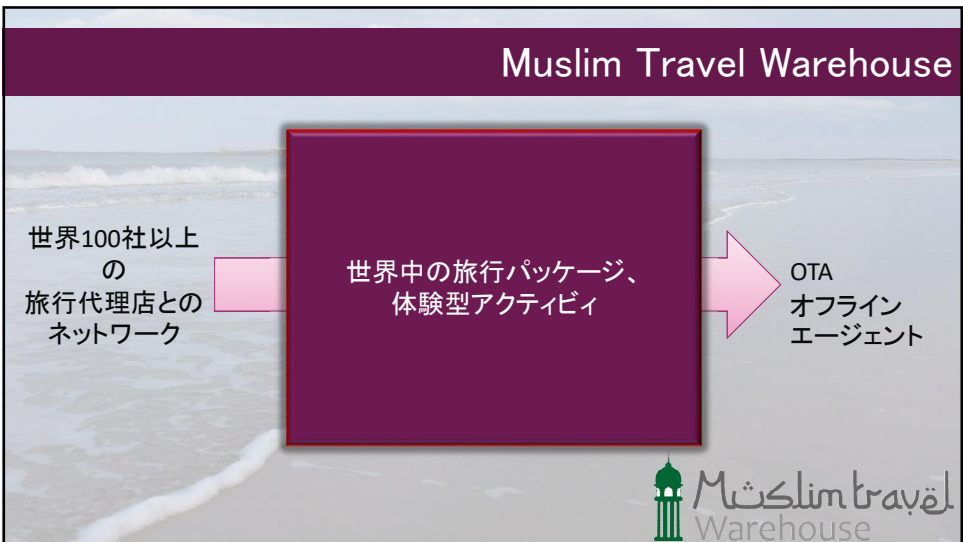 Muslim Travel Warehouse
世界100社以上
の
旅行代理店との
ネットワーク
世界中の旅行パッケージ、
体験型アクティビィ
OTA
オフライン
エージェント
Muslim travel
Warehouse